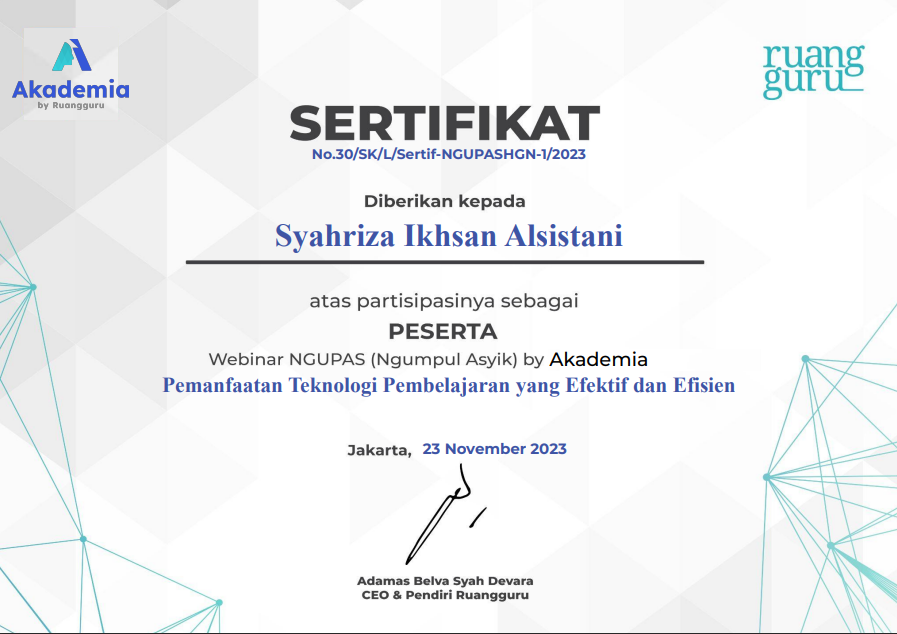 Akademia
by Ruangguru
ruang
guru
SERTIFIKAT
No.30/SK/L/Sertif-NGUPASHGN-1/2023
Diberikan kepada
Syahriza Ikhsan Alsistani
atas partisipasinya sebagai
PESERTA
Webinar NGUPAS (Ngumpul Asyik) by Akademia
Pemanfaatan Teknologi Pembelajaran yang Efektif dan Efisien
Jakarta, 23 November 2023
Adamas Belva Syah Devara
CEO & Pendiri Ruangguru